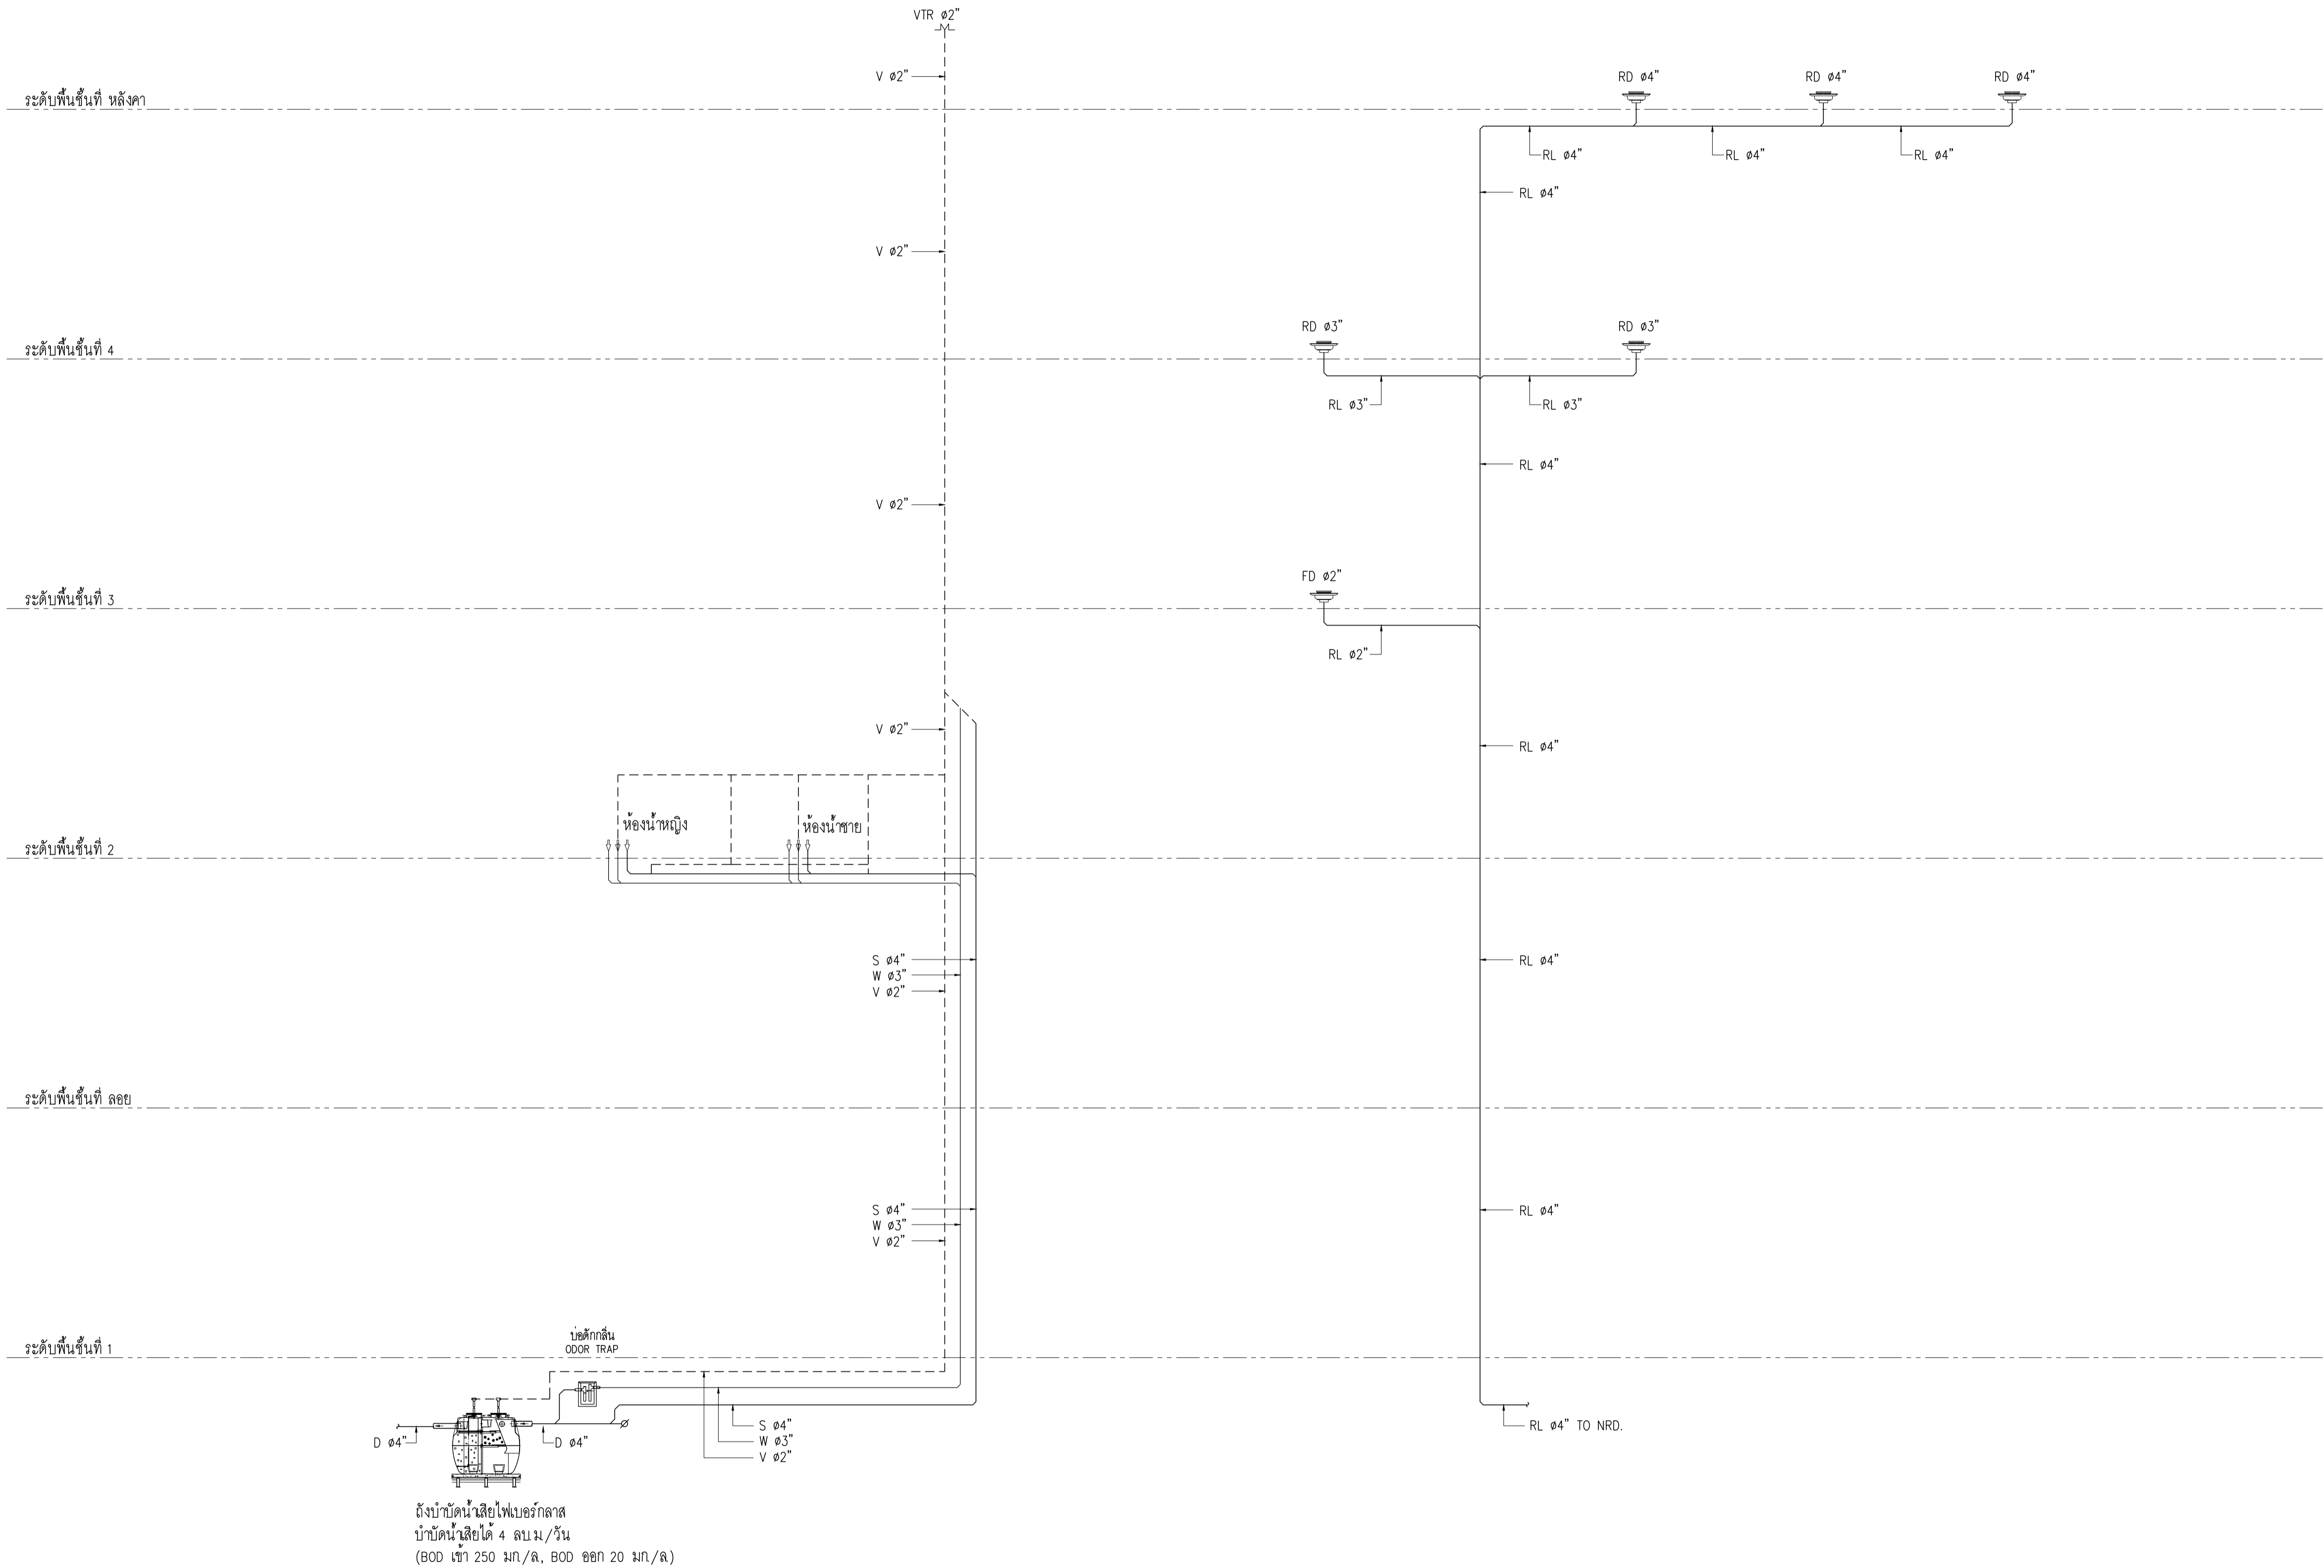 VTR ø2"
V ø2"
RD ø4"
RD ø4"
RD ø4"
ระดับพื้นชั้นที่ หลังคา
RL ø4"
RL ø4"
RL ø4"
RL ø4"
V ø2"
RD ø3"
RD ø3"
ระดับพื้นชั้นที่ 4
RL ø3"
RL ø3"
RL ø4"
V ø2"
FD ø2"
ระดับพื้นชั้นที่ 3
RL ø2"
V ø2"
RL ø4"
ห้องน้ำหญิง
ห้องน้ำชาย
ระดับพื้นชั้นที่ 2
S ø4"
W ø3"
V ø2"
RL ø4"
ระดับพื้นชั้นที่ ลอย
S ø4"
W ø3"
V ø2"
RL ø4"
บ่อดักกลิ่น
ODOR TRAP
ระดับพื้นชั้นที่ 1
D ø4"
D ø4"
S ø4"
W ø3"
V ø2"
RL ø4" TO NRD.
ถังบำบัดน้ำเสียไฟเบอร์กลาส
บำบัดน้ำเสียได้ 4 ลบ.ม./วัน
(BOD เข้า 250 มก./ล., BOD ออก 20 มก./ล.)